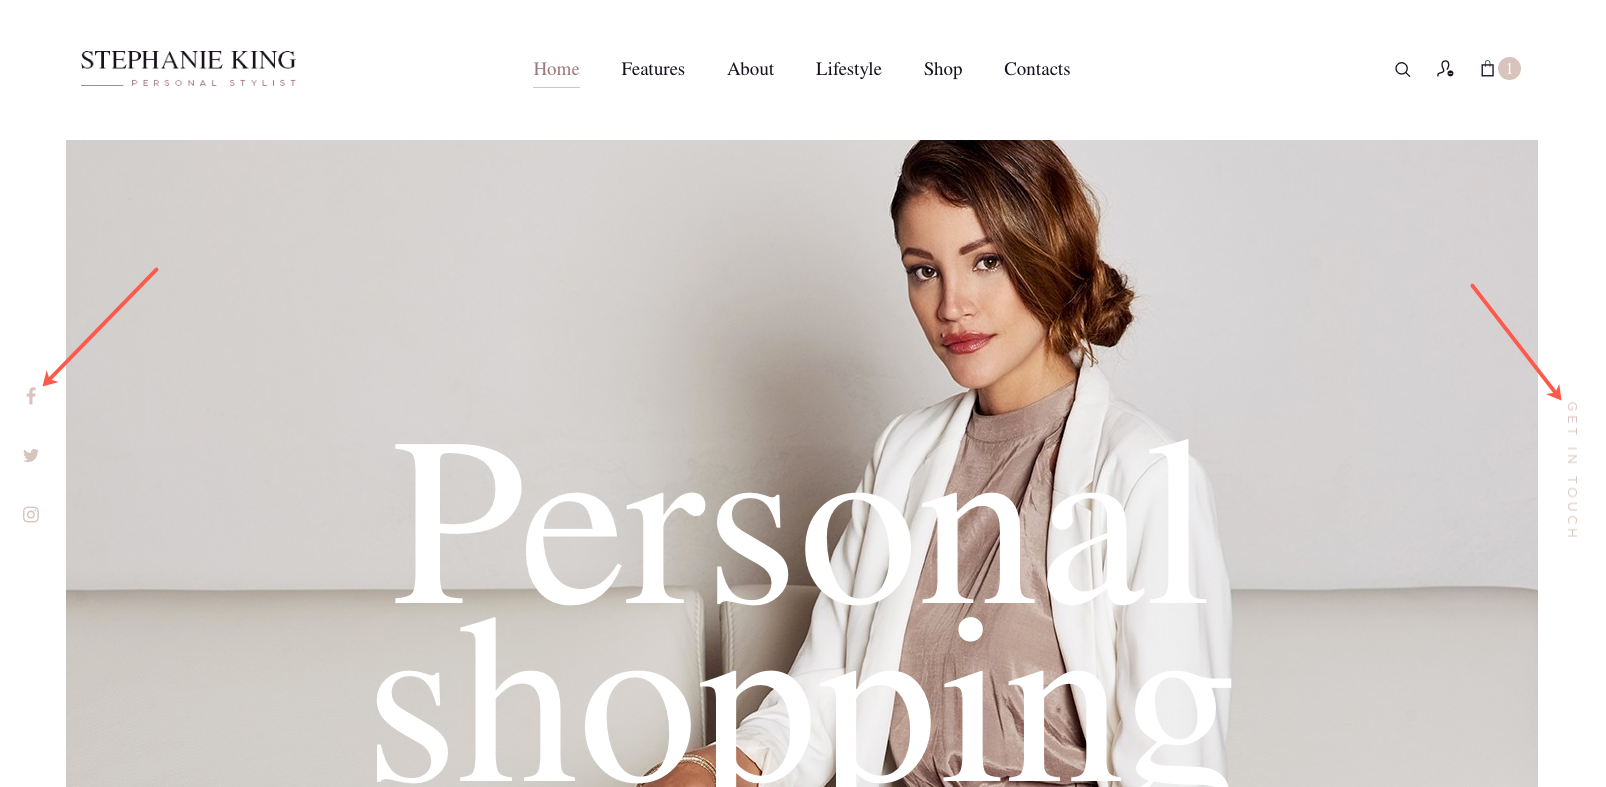 STEPHANIE KING
PERSONAL STYLIST
Home
Features
About
Lifestyle
Shop
Contacts
1
GET IN TOUCH
Personal
shopping